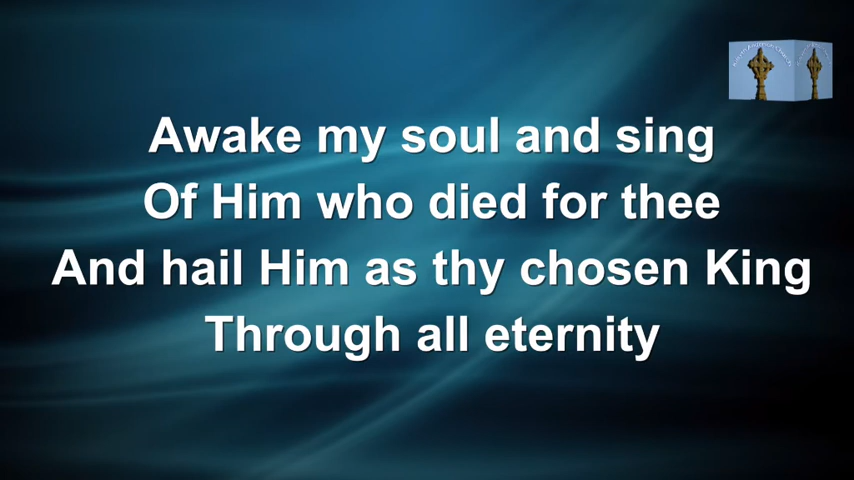 Awake my soul and sing
Of Him who died for thee
And hail Him as thy chosen King
Through all eternity